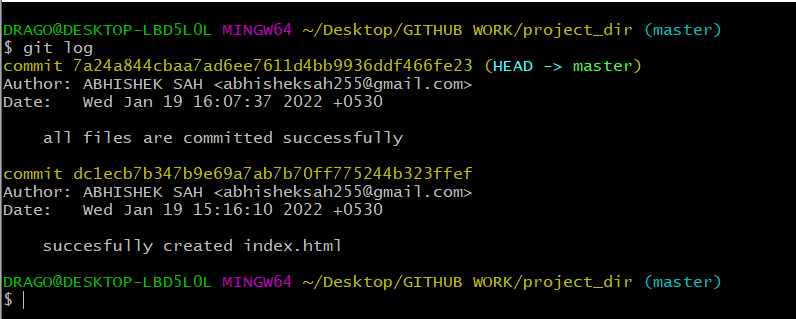 DRAGO@DESKTOP-LBD5L0L MINGW64 ~/Desktop/GITHUB WORK/project_dir (master)
$ git log
commit 7a24a844cbaa7ad6ee7611d4bb9936ddf466fe23 (HEAD -> master)
Author: ABHISHEK SAH <abhisheksah255@gmail.com>
Date:   Wed Jan 19 16:07:37 2022 +0530
    all files are committed successfully
commit dc1ecb7b347b9e69a7ab7b70ff775244b323ffef
Author: ABHISHEK SAH <abhisheksah255@gmail.com>
Date:   Wed Jan 19 15:16:10 2022 +0530
    succesfully created index.html
DRAGO@DESKTOP-LBD5L0L MINGW64 ~/Desktop/GITHUB WORK/project_dir (master)
$